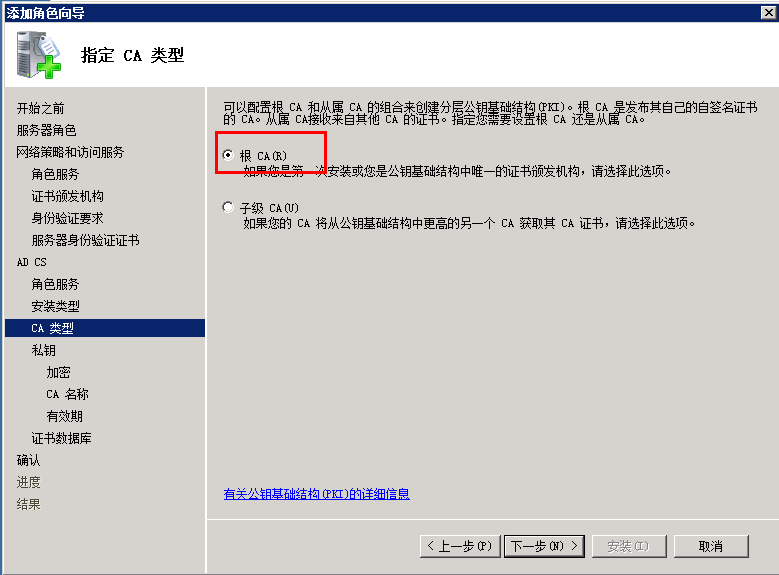 添加角色向导
指定 CA 类型
开始之前
服务器角色
网络策略和访问服务
角色服务
证书颁发机构
身份验证要求
服务器身份验证证书
AD CS
角色服务
安装类型
CA 类型
私钥
加密
CA 名称
有效期
证书数据库
确认
进度
结果
可以配置根 CA 和从属 CA 的组合来创建分层公钥基础结构(PKI)。根 CA 是发布其自己的自签名证书
的 CA。从属 CA接收来自其他 CA 的证书。指定您需要设置根 CA 还是从属 CA。
根 CA(R)
如果您是第一次安装或您是公钥基础结构中唯一的证书颁发机构，请选择此选项。
子级 CA(U)
如果您的 CA 将从公钥基础结构中更高的另一个 CA 获取其 CA 证书，请选择此选项。
有关公钥基础结构(PKI)的详细信息
< 上一步(P)
下一步(N) >
安装(I)
取消